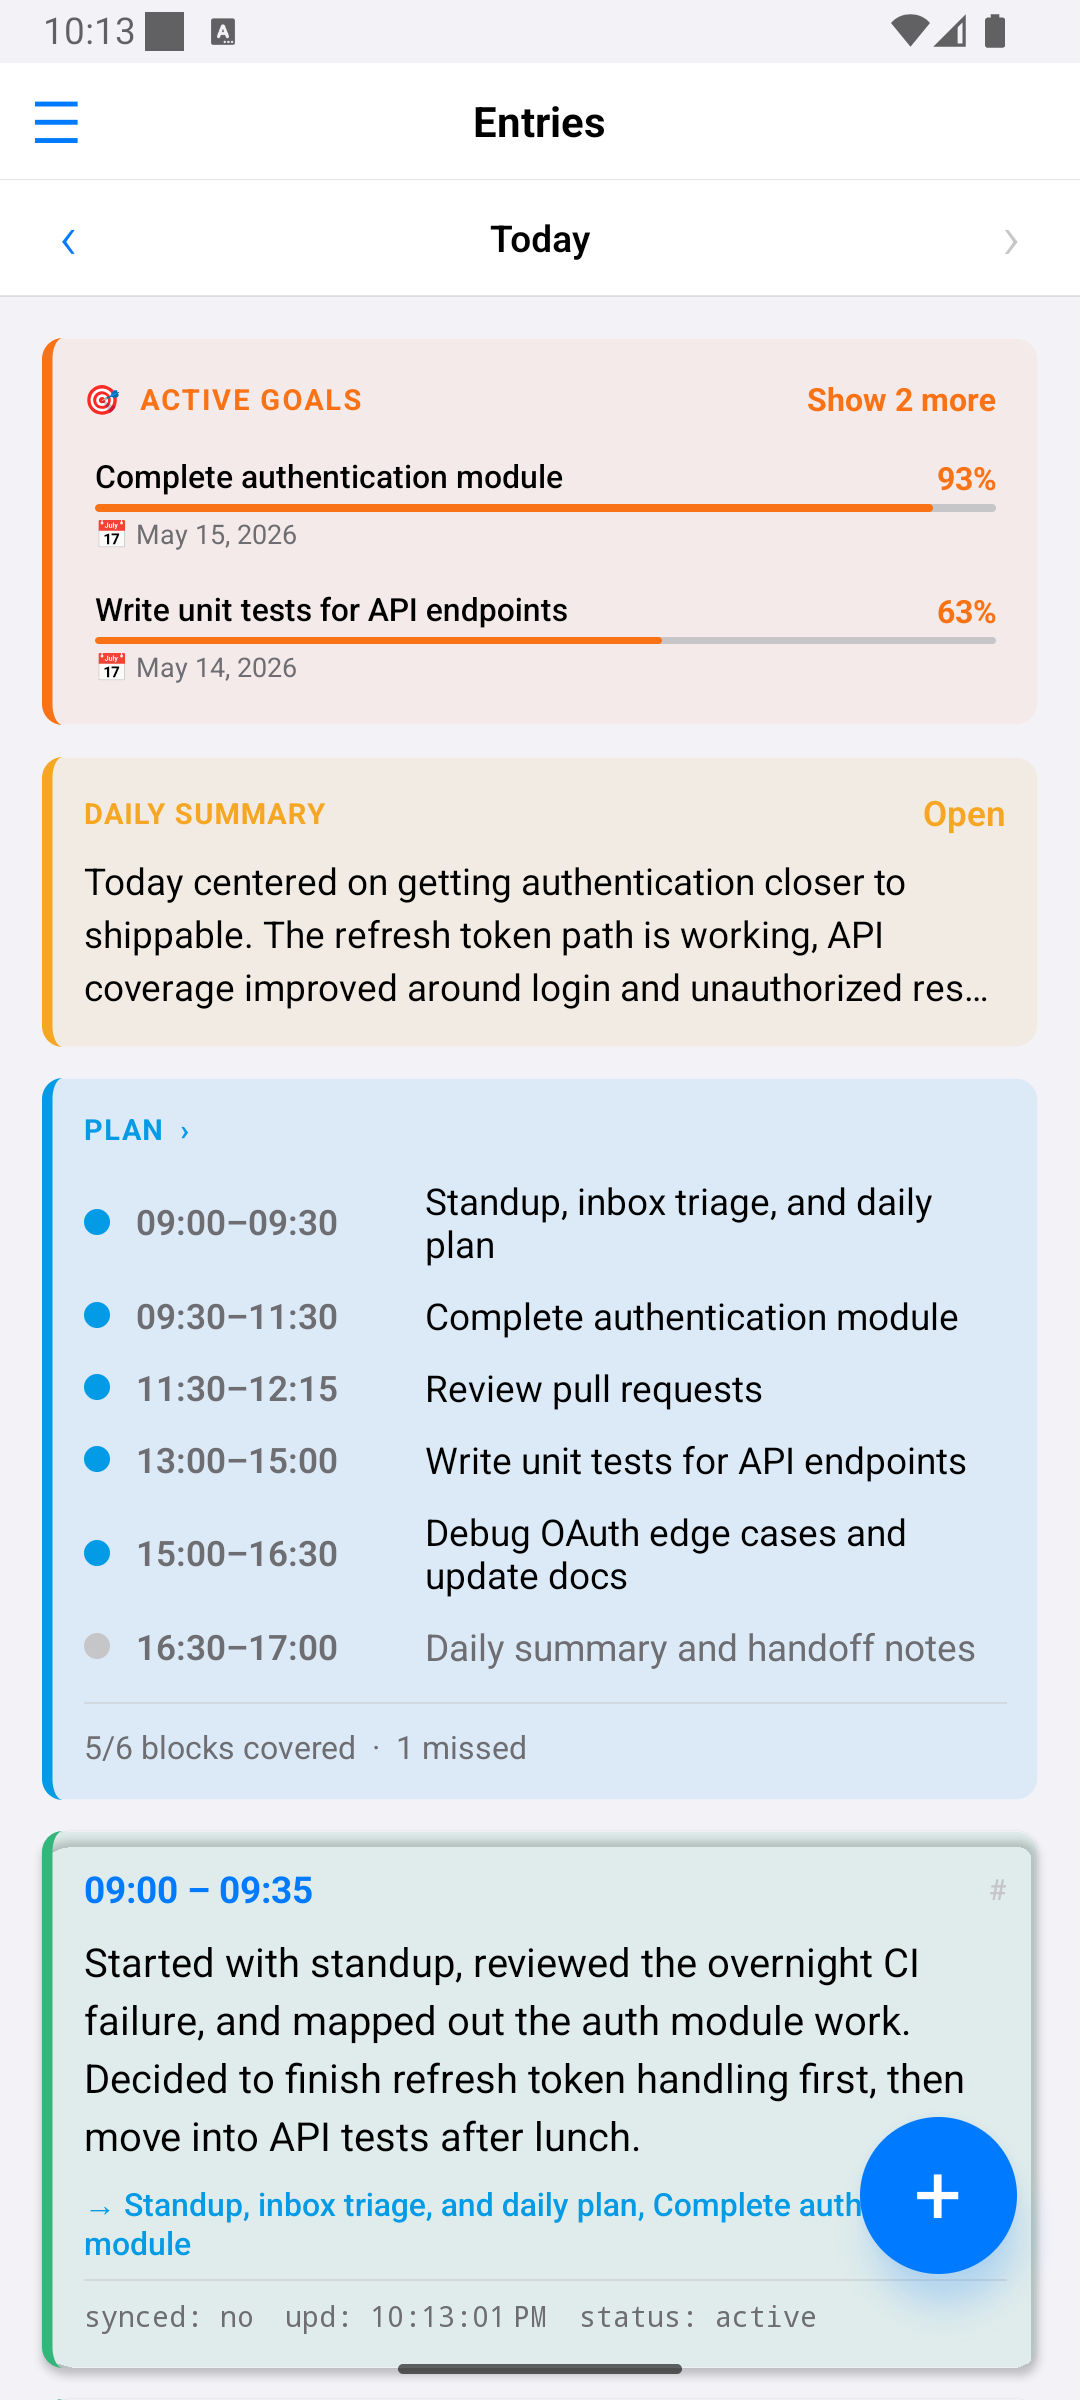 10:13
Entries
Today
ACTIVE GOALS
Show 2 more
Complete authentication module
93%
May 15, 2026
Write unit tests for API endpoints
63%
May 14, 2026
DAILY SUMMARY
Open
Today centered on getting authentication closer to
shippable. The refresh token path is working, API
coverage improved around login and unauthorized res…
PLAN ›
09:00–09:30
Standup, inbox triage, and daily
plan
09:30–11:30
Complete authentication module
11:30–12:15
Review pull requests
13:00–15:00
Write unit tests for API endpoints
15:00–16:30
Debug OAuth edge cases and
update docs
16:30–17:00
Daily summary and handoff notes
5/6 blocks covered · 1 missed
09:00 – 09:35
#
Started with standup, reviewed the overnight CI
failure, and mapped out the auth module work.
Decided to finish refresh token handling first, then
move into API tests after lunch.
→ Standup, inbox triage, and daily plan, Complete auth
module
synced: no upd: 10:13:01 PM status: active